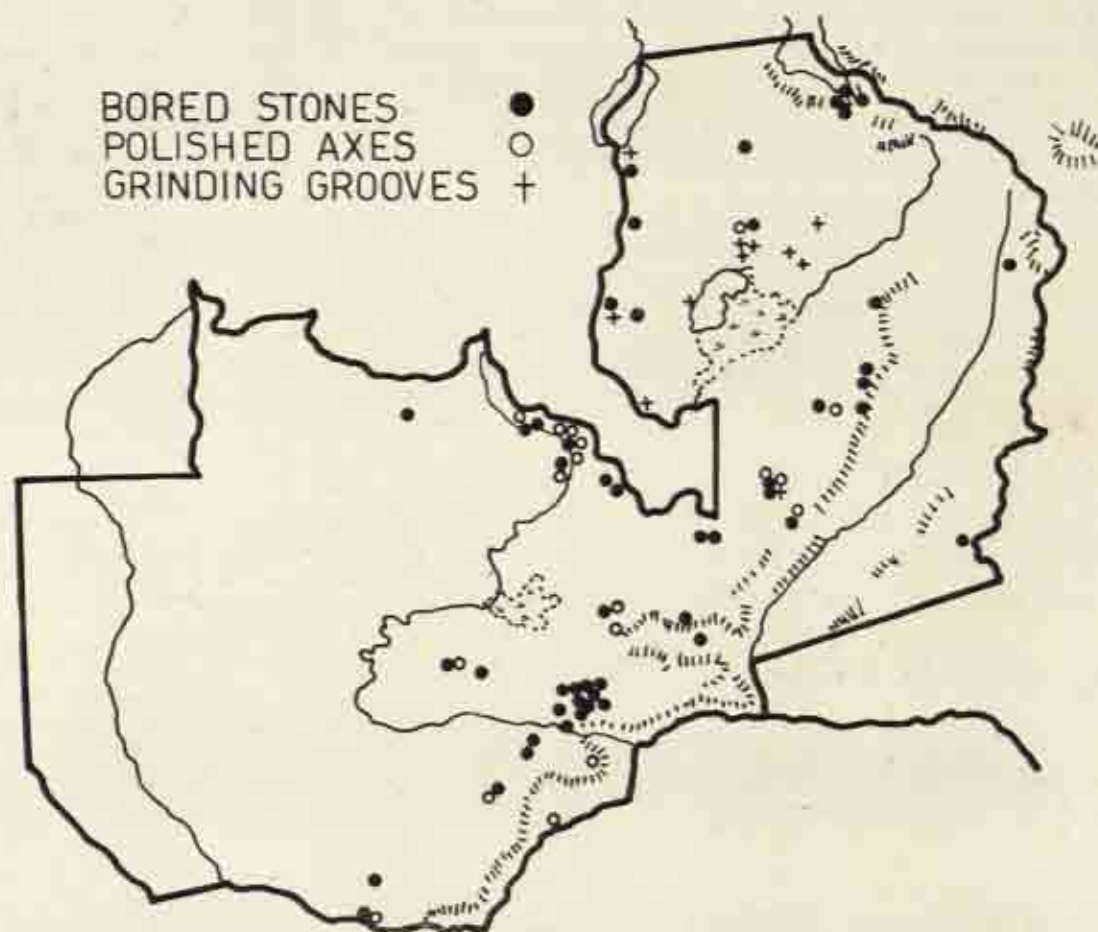 BORED STONES ●
POLISHED AXES ○
GRINDING GROOVES +